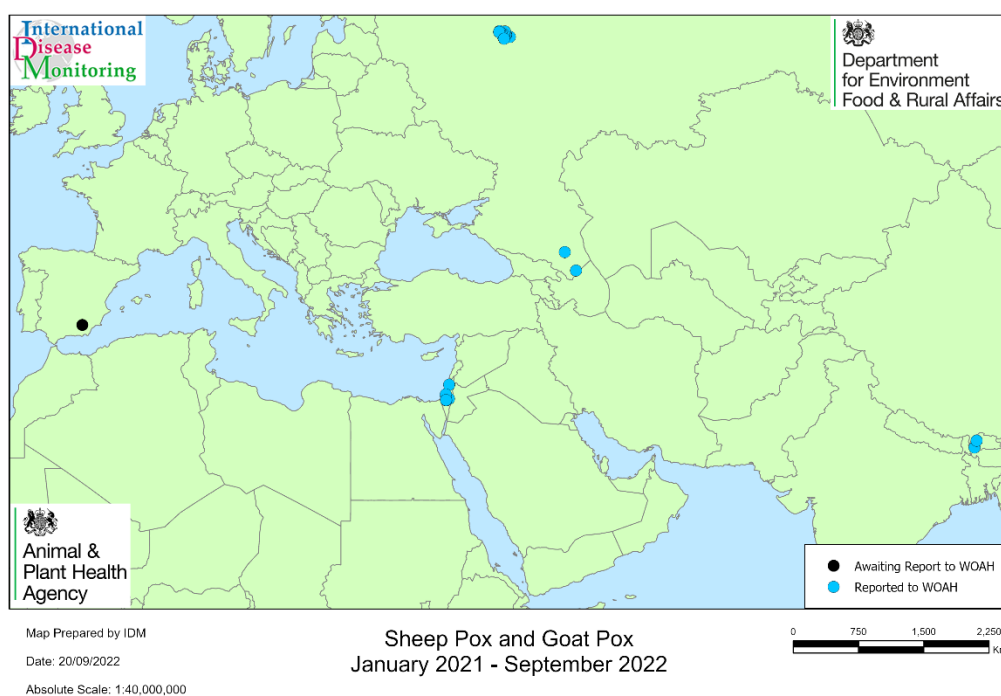 International
Disease
Monitoring
Department
for Environment
Food & Rural Affairs
Animal &
Plant Health
Agency
Awaiting Report to WOAH
Reported to WOAH
Map Prepared by IDM
Date: 20/09/2022
Absolute Scale: 1:40,000,000
Sheep Pox and Goat Pox
January 2021 - September 2022
0 750 1,500 2,250
K